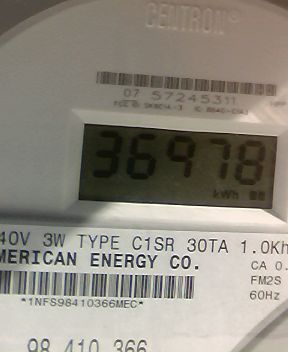 CENTRON®
07 57245311
36978
kWh
40V 3W TYPE C1SR 30TA 1.0Kh
MERICAN ENERGY CO.
CA 0.
FM2S
60Hz
*1NFS98410366MEC*
98 410 366